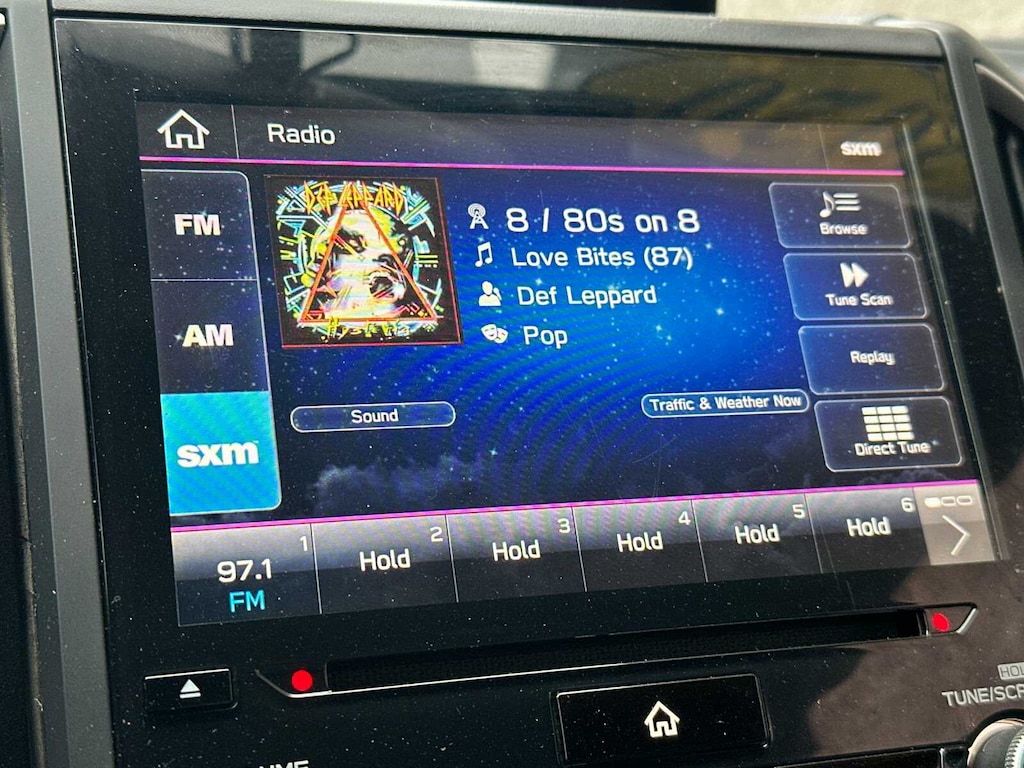 Radio
sxm
FM
AM
sxm
DEF LEPPARD
8 / 80s on 8
Love Bites (87)
Def Leppard
Pop
Browse
Tune Scan
Replay
Direct Tune
Sound
Traffic & Weather Now
1
97.1
FM
2
Hold
3
Hold
4
Hold
5
Hold
6
Hold